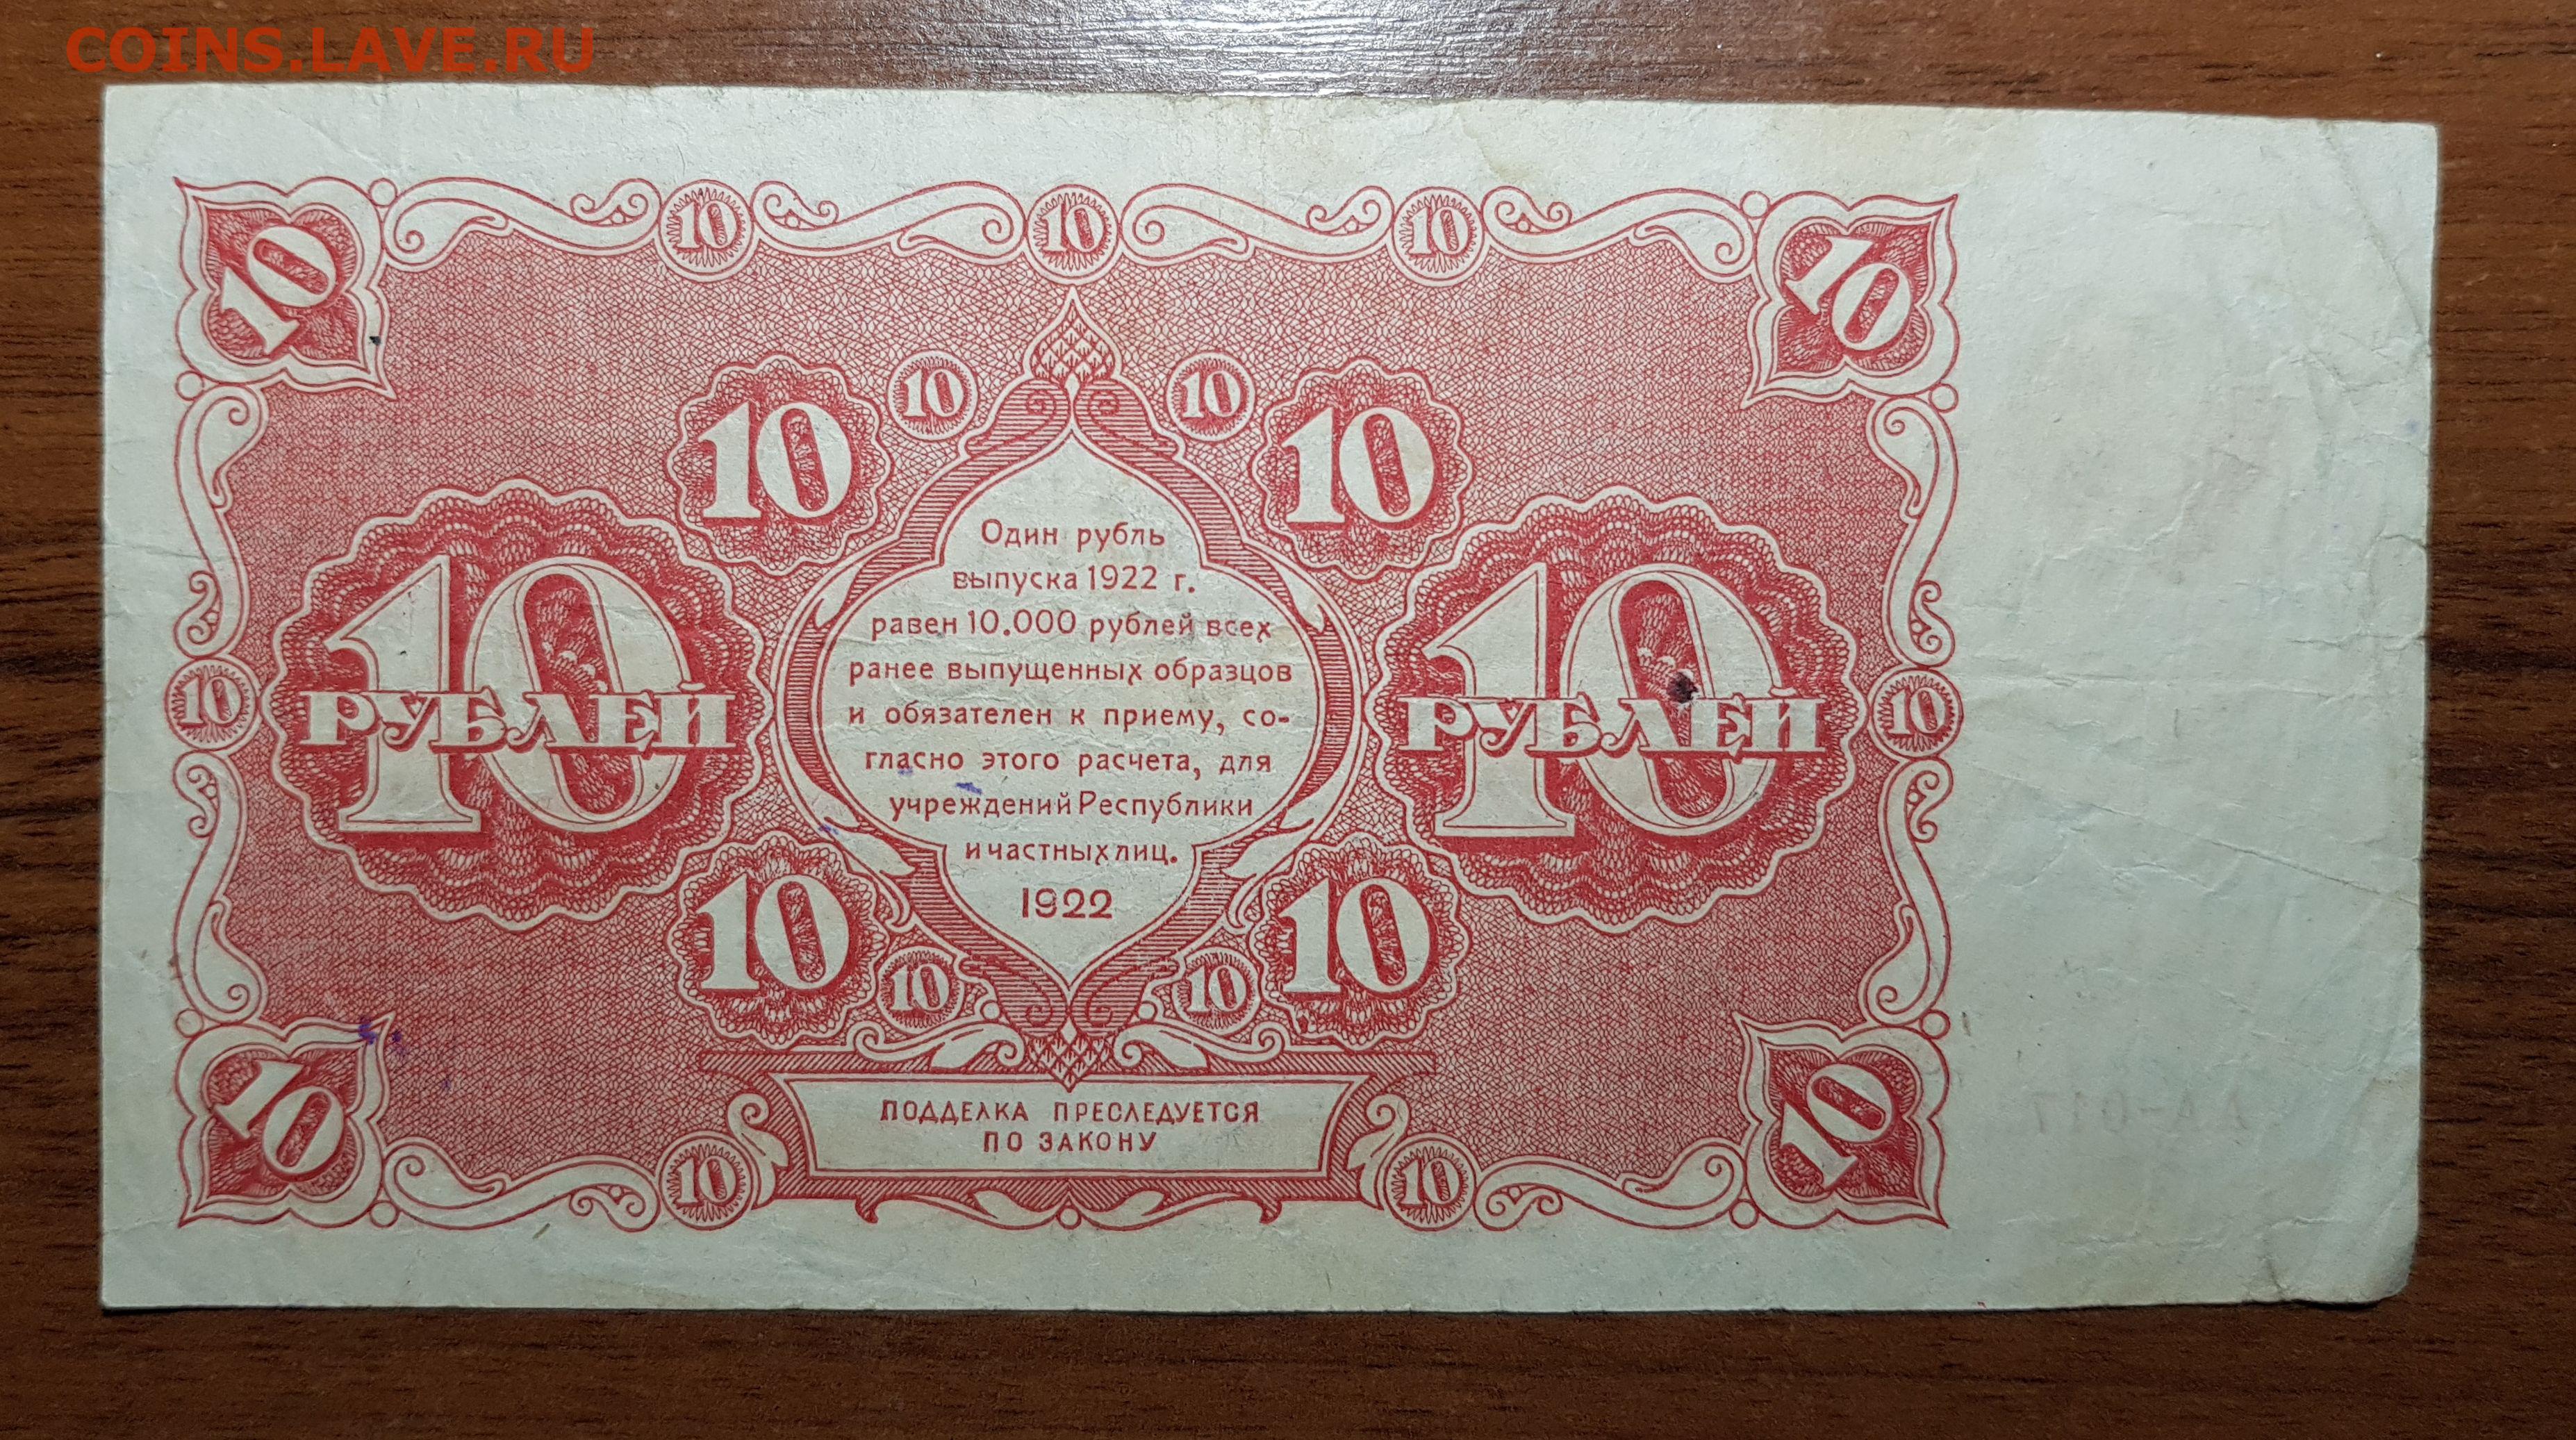 COINS.LAVE.RU
10 10 10 10 10
10 10 10 10
Один рубль
выпуска 1922 г.
равен 10.000 рублей всех
ранее выпущенных образцов
и обязателен к приему, со-
гласно этого расчета, для
учреждений Республики
и частных лиц.
1922
10 РУБЛЕЙ
10 РУБЛЕЙ
10 10
10 10 10 10
ПОДДЕЛКА ПРЕСЛЕДУЕТСЯ
ПО ЗАКОНУ
10 10 10 10